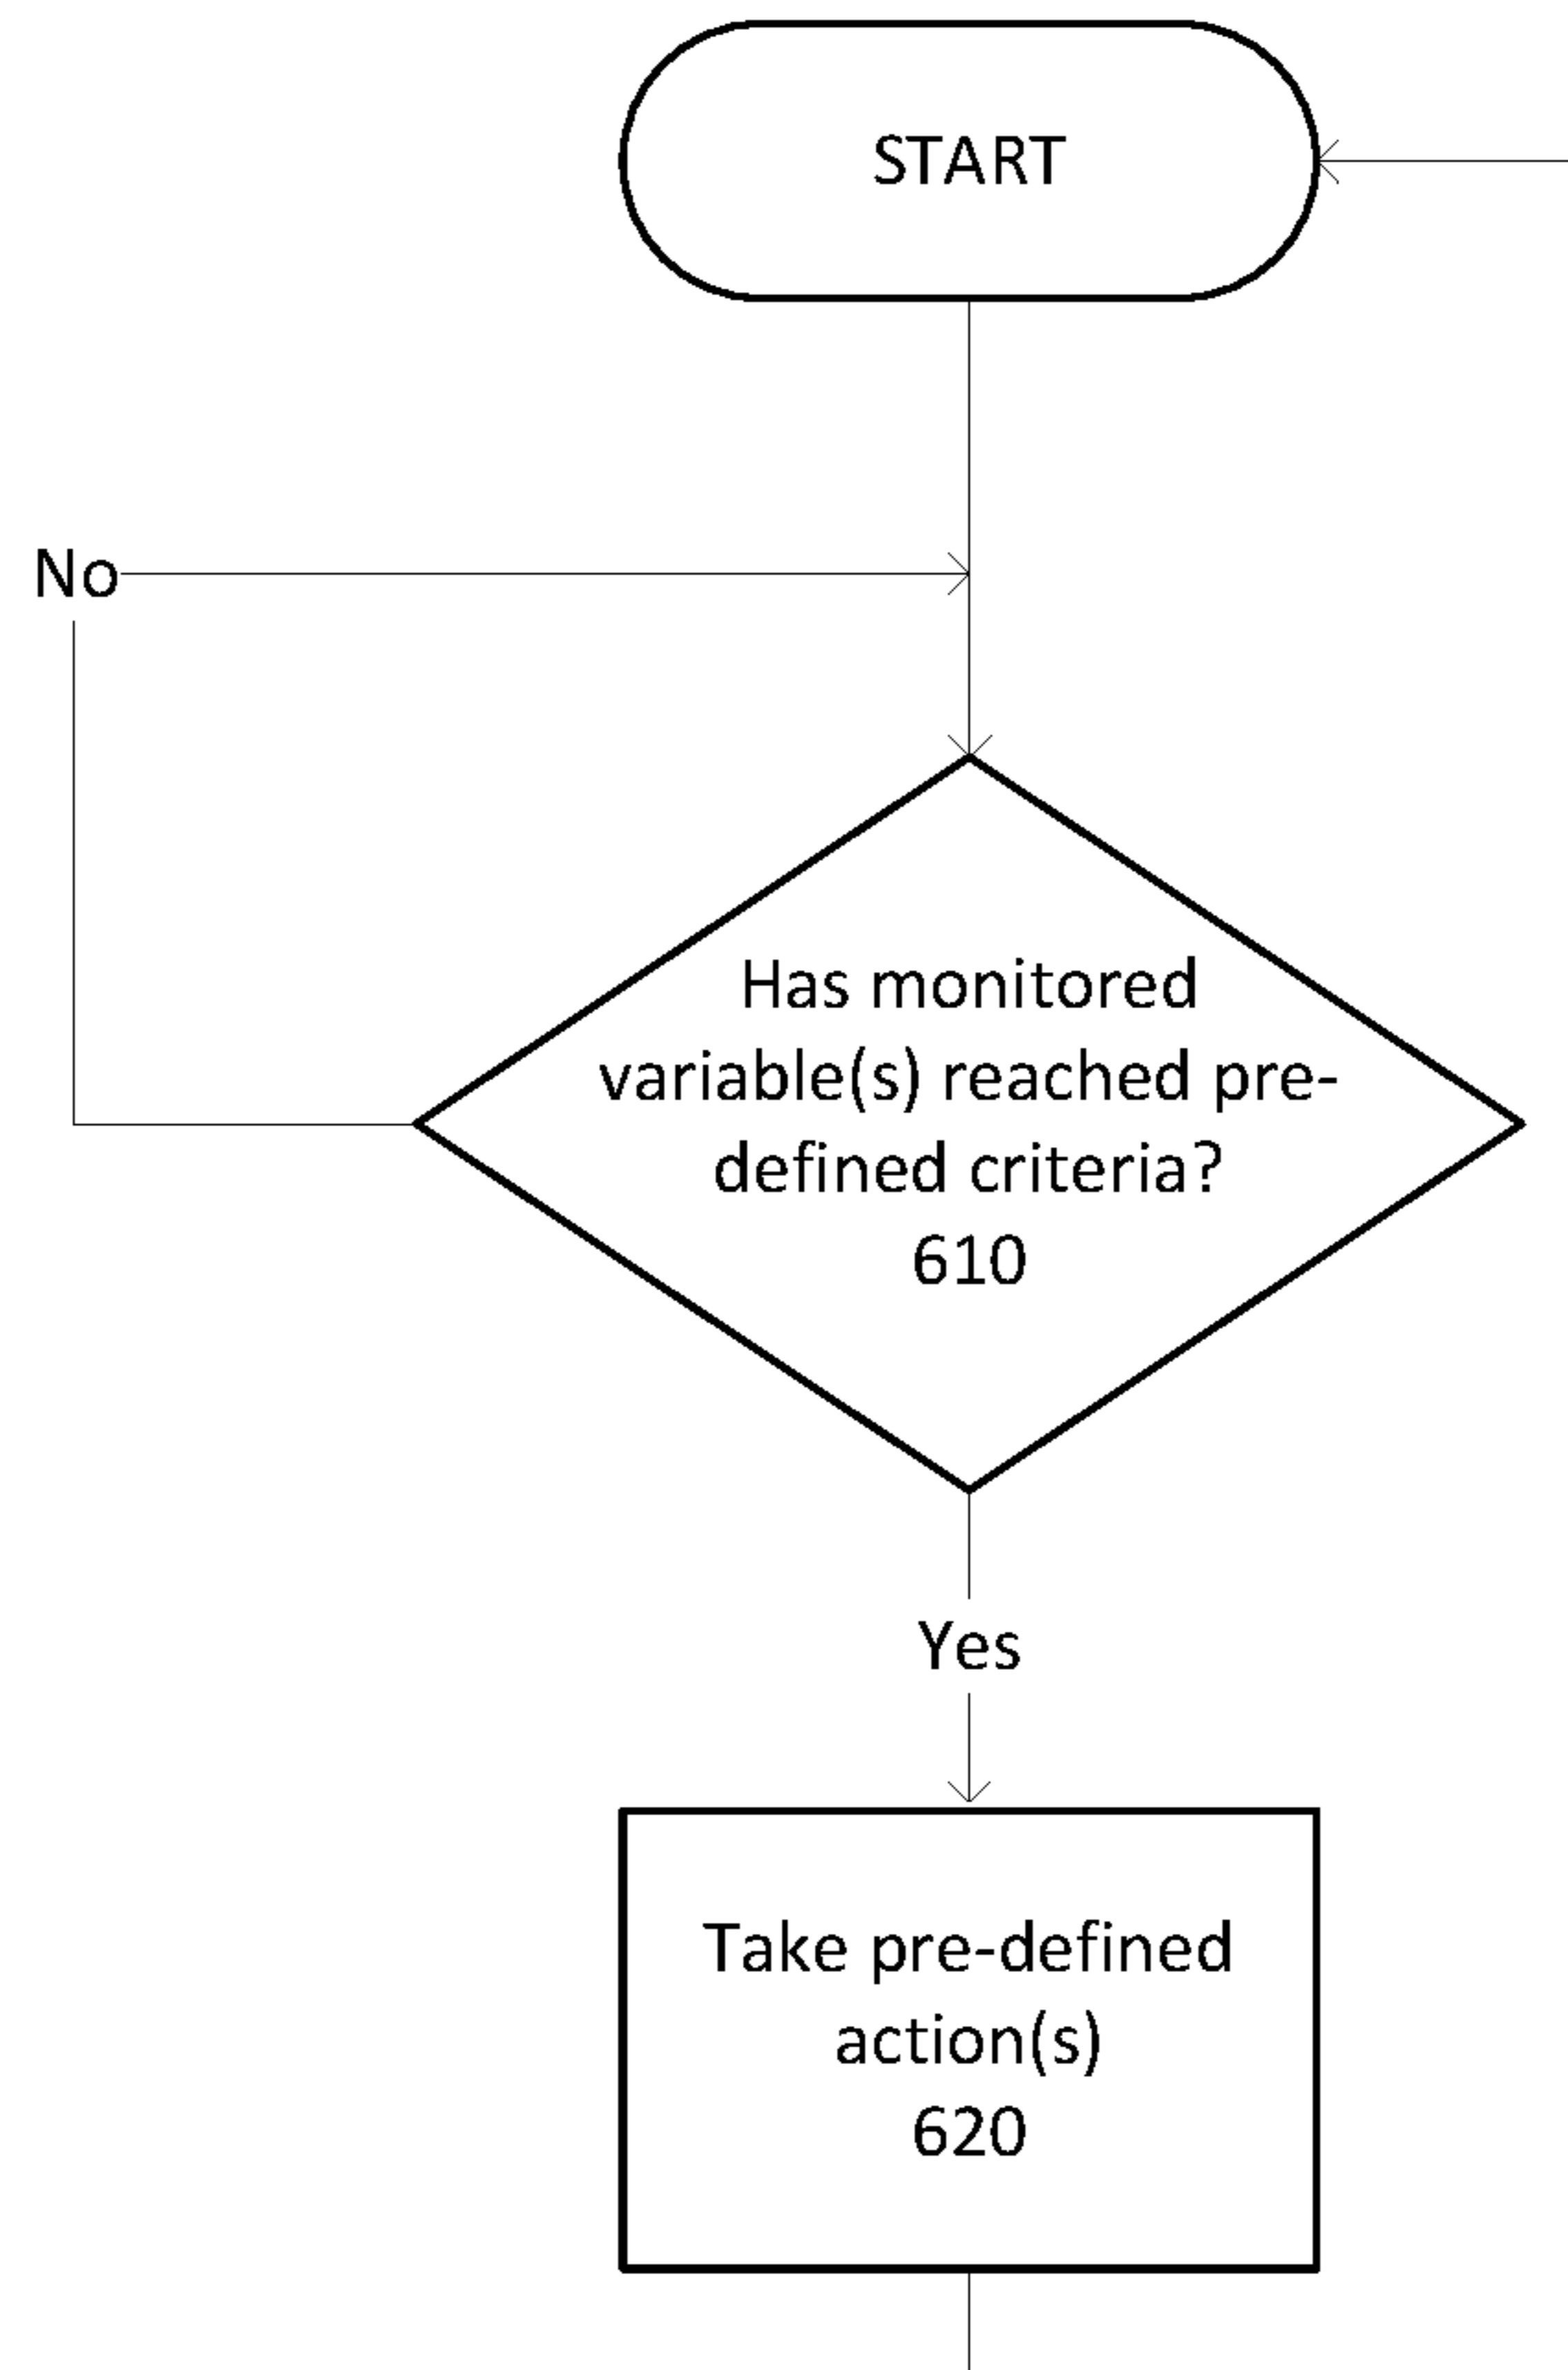 START
No
Has monitored
variable(s) reached pre-
defined criteria?
610
Yes
Take pre-defined
action(s)
620